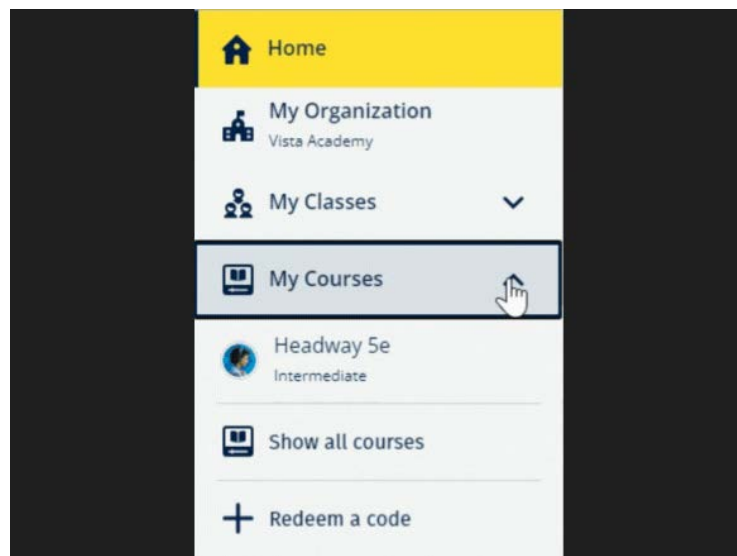 Home
My Organization
Vista Academy
My Classes
My Courses
Headway 5e
Intermediate
Show all courses
Redeem a code